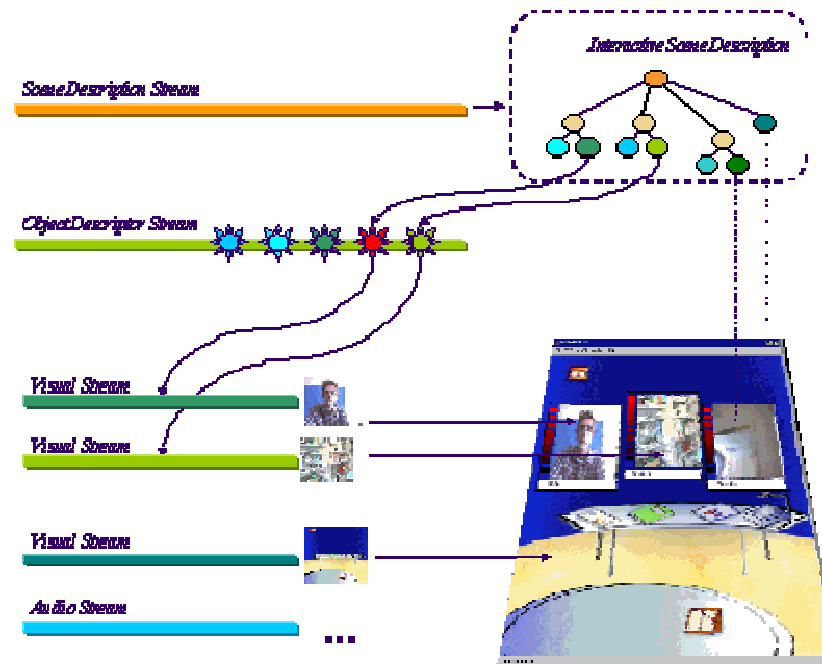 Interactive Scene Description
Scene Description Stream
Object Descriptor Stream
Visual Stream
Visual Stream
Visual Stream
Audio Stream
...